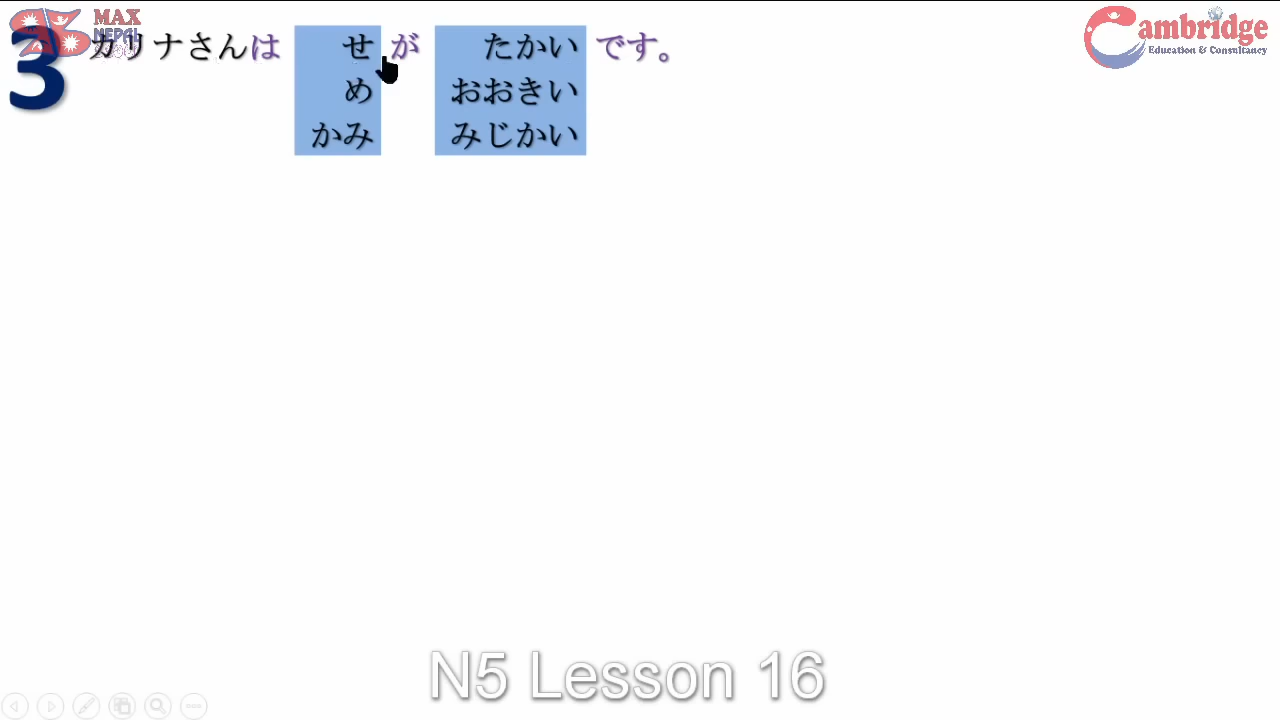 MAX
NEPAL
Cambridge
Education & Consultancy
3 カリナさんは せ が たかい です。
め おおきい
かみ みじかい
N5 Lesson 16